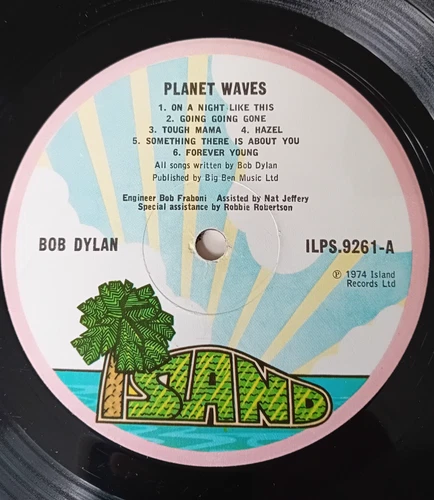 PLANET WAVES
1. ON A NIGHT LIKE THIS
2. GOING GOING GONE
3. TOUGH MAMA 4. HAZEL
5. SOMETHING THERE IS ABOUT YOU
6. FOREVER YOUNG
All songs written by Bob Dylan
Published by Big Ben Music Ltd
Engineer Bob Fraboni Assisted by Nat Jeffery
Special assistance by Robbie Robertson
BOB DYLAN
ILPS.9261-A
℗ 1974 Island
Records Ltd
ISLAND